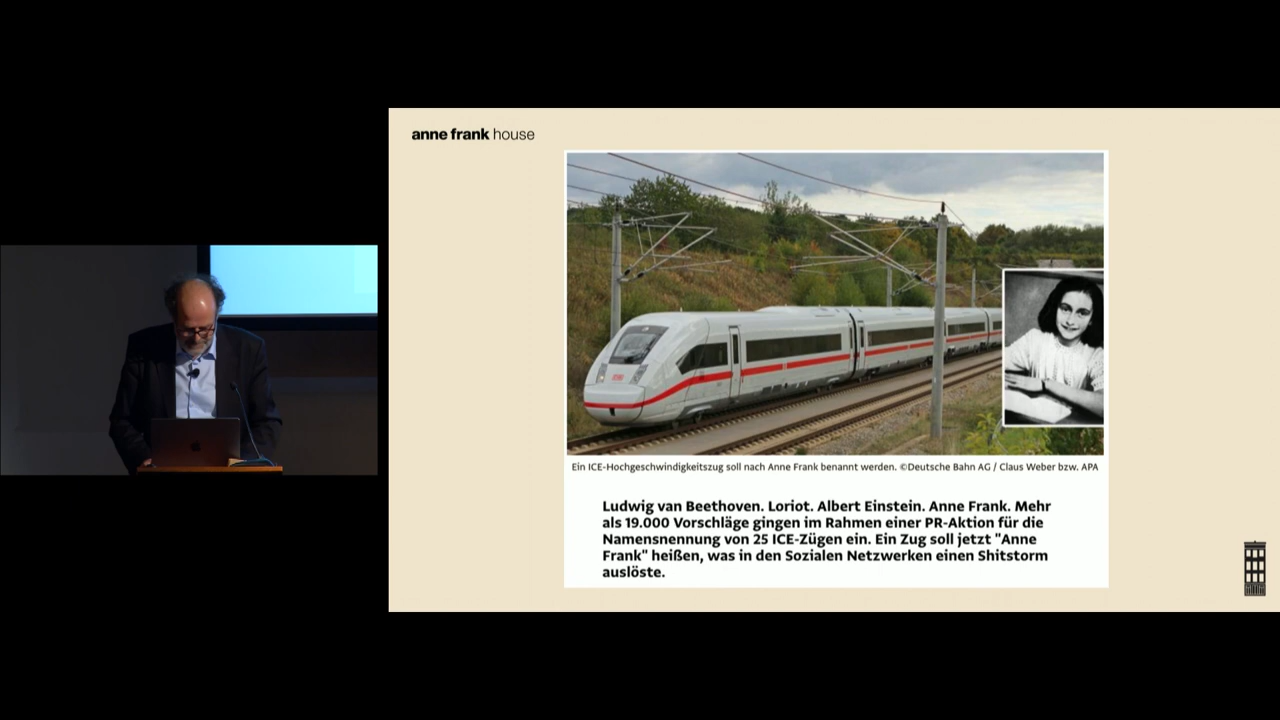 anne frank house
Ein ICE-Hochgeschwindigkeitszug soll nach Anne Frank benannt werden. ©Deutsche Bahn AG / Claus Weber bzw. APA
Ludwig van Beethoven. Loriot. Albert Einstein. Anne Frank. Mehr
als 19.000 Vorschläge gingen im Rahmen einer PR-Aktion für die
Namensnennung von 25 ICE-Zügen ein. Ein Zug soll jetzt "Anne
Frank" heißen, was in den Sozialen Netzwerken einen Shitstorm
auslöste.